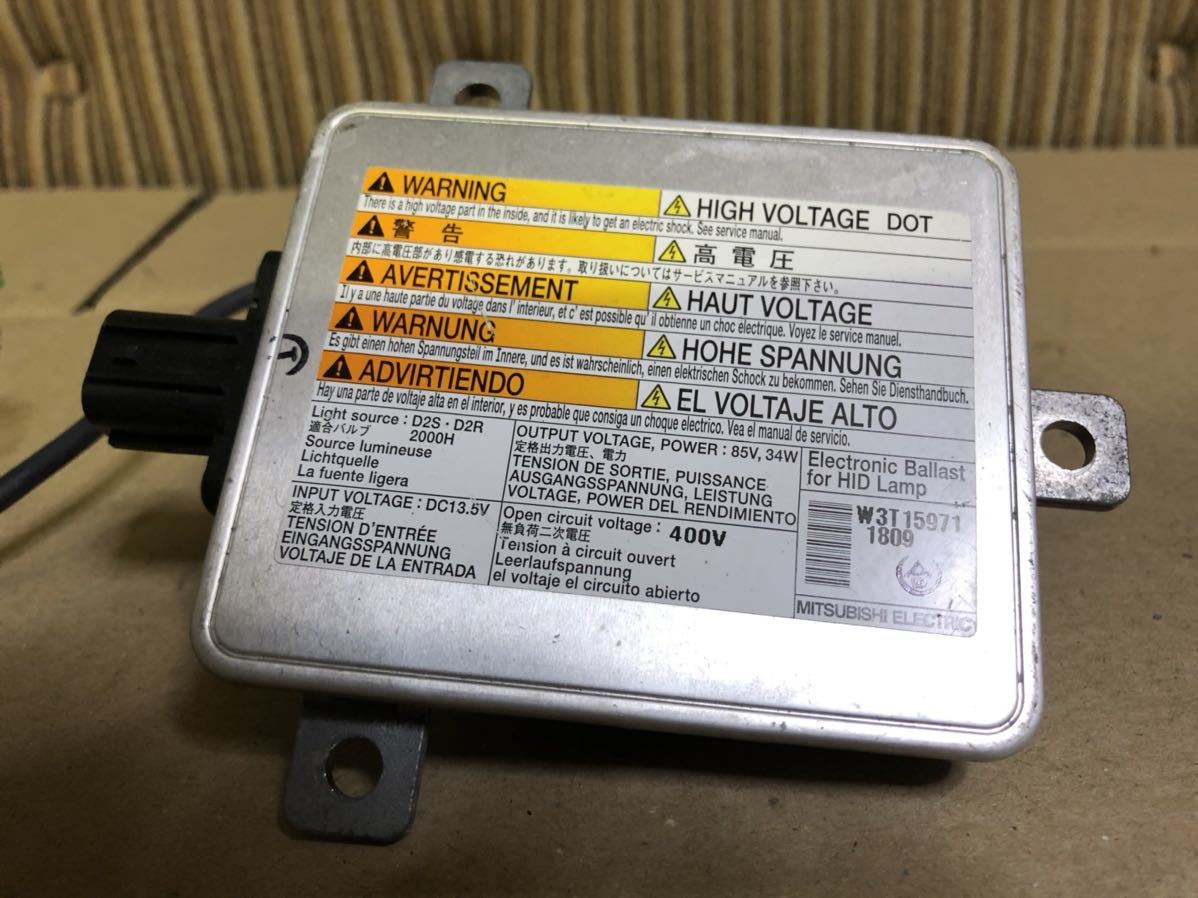 WARNING
There is a high voltage part in the inside, and it is likely to get an electric shock. See service manual.
HIGH VOLTAGE DOT
警告
内部に高電圧部があり感電する恐れがあります。取り扱いについてはサービスマニュアルを参照下さい。
高電圧
AVERTISSEMENT
Il y a une haute partie du voltage dans l' interieur, et c' est possible qu' il obtienne un choc électrique. Voyez le service manuel.
HAUT VOLTAGE
WARNUNG
Es gibt einen hohen Spannungsteil im Innere, und es ist wahrscheinlich, einen elektrischen Schock zu bekommen. Sehen Sie Diensthandbuch.
HOHE SPANNUNG
ADVIRTIENDO
Hay una parte de voltaje alta en el interior, y es probable que consiga un choque electrico. Vea el manual de servicio.
EL VOLTAJE ALTO
Light source : D2S・D2R
適合バルブ 2000H
Source lumineuse
Lichtquelle
La fuente ligera
INPUT VOLTAGE : DC13.5V
定格入力電圧
TENSION D'ENTRÉE
EINGANGSSPANNUNG
VOLTAJE DE LA ENTRADA
OUTPUT VOLTAGE, POWER : 85V, 34W
定格出力電圧、電力
TENSION DE SORTIE, PUISSANCE
AUSGANGSSPANNUNG, LEISTUNG
VOLTAGE, POWER DEL RENDIMIENTO
Open circuit voltage : 400V
無負荷二次電圧
Tension à circuit ouvert
Leerlaufspannung
el voltaje el circuito abierto
Electronic Ballast
for HID Lamp
W3T15971
1809
MITSUBISHI ELECTRIC